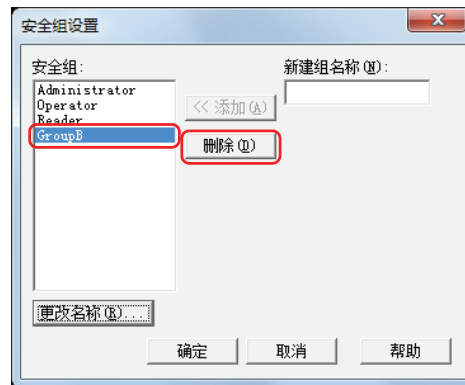 安全组设置
安全组:
新建组名称(N):
Administrator
Operator
Reader
GroupB
<< 添加(A)
删除(D)
更改名称(R)...
确定
取消
帮助